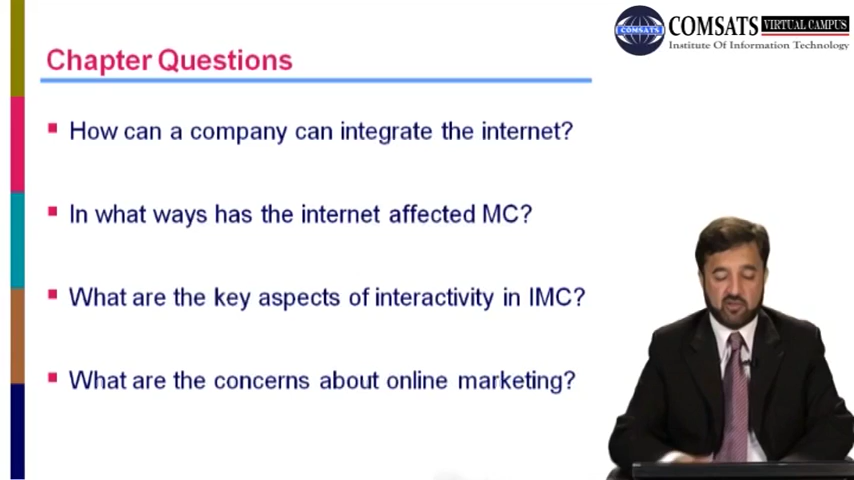 COMSATS
COMSATS VIRTUAL CAMPUS
Institute Of Information Technology
Chapter Questions
How can a company can integrate the internet?
In what ways has the internet affected MC?
What are the key aspects of interactivity in IMC?
What are the concerns about online marketing?